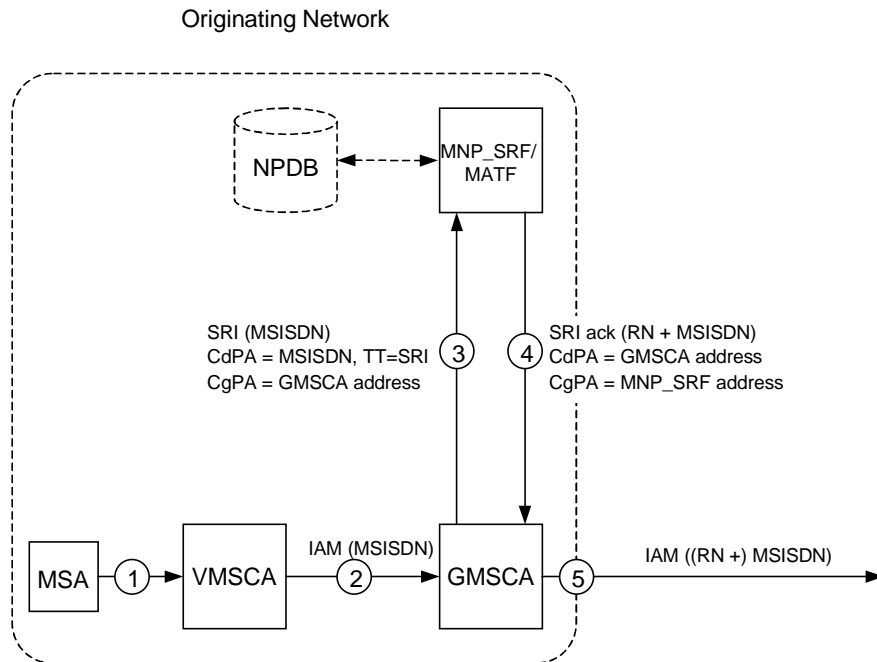 Originating Network
NPDB
MNP_SRF/
MATF
SRI (MSISDN)
CdPA = MSISDN, TT=SRI
CgPA = GMSCA address
3
4
SRI ack (RN + MSISDN)
CdPA = GMSCA address
CgPA = MNP_SRF address
MSA
1
VMSCA
IAM (MSISDN)
2
GMSCA
5
IAM ((RN +) MSISDN)